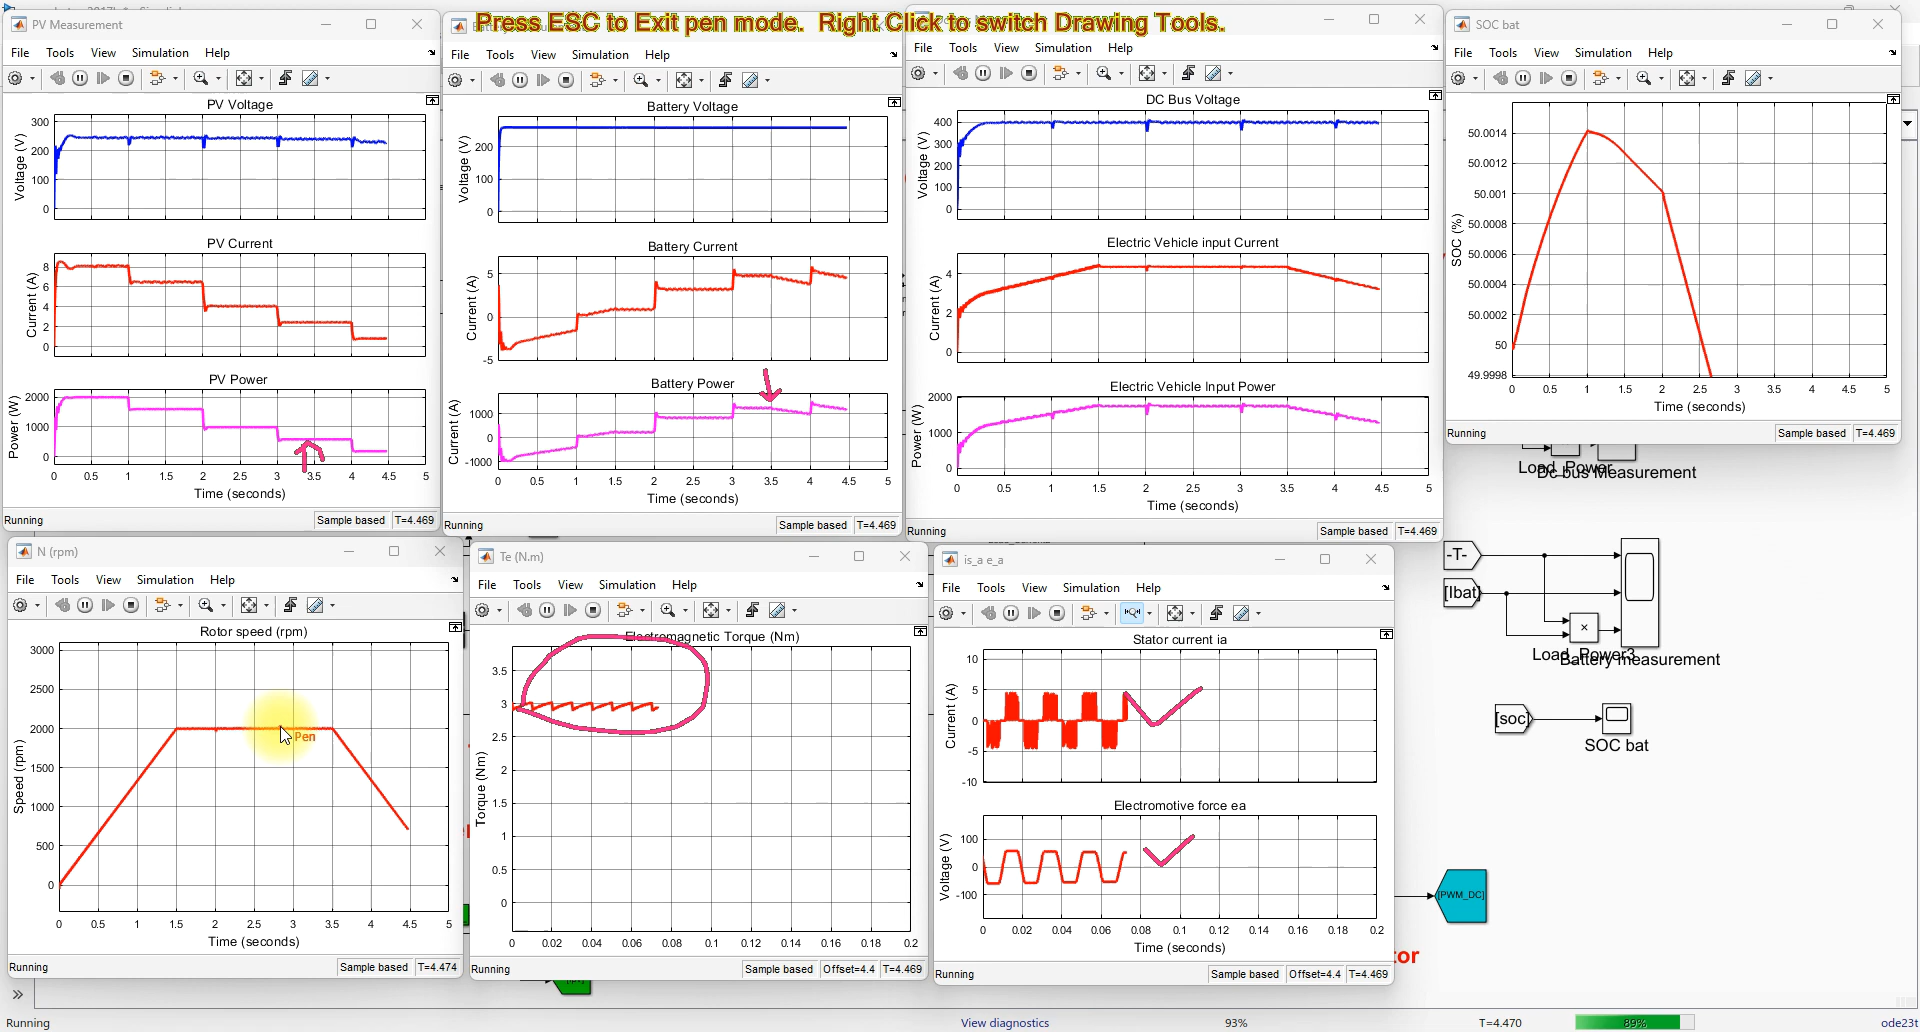 Press ESC to Exit pen mode.  Right Click to switch Drawing Tools.
PV Measurement
File Tools View Simulation Help
PV Voltage
Voltage (V)
300
200
100
0
PV Current
Current (A)
8
6
4
2
0
PV Power
Power (W)
2000
1000
0
0 0.5 1 1.5 2 2.5 3 3.5 4 4.5 5
Time (seconds)
Running Sample based T=4.469
File Tools View Simulation Help
Battery Voltage
Voltage (V)
200
100
0
Battery Current
Current (A)
5
0
-5
Battery Power
Current (A)
1000
0
-1000
0 0.5 1 1.5 2 2.5 3 3.5 4 4.5 5
Time (seconds)
Running Sample based T=4.469
File Tools View Simulation Help
DC Bus Voltage
Voltage (V)
400
300
200
100
0
Electric Vehicle input Current
Current (A)
4
2
0
Electric Vehicle Input Power
Power (W)
2000
1000
0
0 0.5 1 1.5 2 2.5 3 3.5 4 4.5 5
Time (seconds)
Running Sample based T=4.469
SOC bat
File Tools View Simulation Help
SOC (%)
50.0014
50.0012
50.001
50.0008
50.0006
50.0004
50.0002
50
49.9998
0 0.5 1 1.5 2 2.5 3 3.5 4 4.5 5
Time (seconds)
Running Sample based T=4.469
Load_Power
Dc bus Measurement
N (rpm)
File Tools View Simulation Help
Rotor speed (rpm)
Speed (rpm)
3000
2500
2000
1500
1000
500
0
Pen
0 0.5 1 1.5 2 2.5 3 3.5 4 4.5 5
Time (seconds)
Running Sample based T=4.474
Te (N.m)
File Tools View Simulation Help
Electromagnetic Torque (Nm)
Torque (Nm)
3.5
3
2.5
2
1.5
1
0.5
0
0 0.02 0.04 0.06 0.08 0.1 0.12 0.14 0.16 0.18 0.2
Running Sample based Offset=4.4 T=4.469
is_a e_a
File Tools View Simulation Help
Stator current ia
Current (A)
10
5
0
-5
-10
Electromotive force ea
Voltage (V)
100
0
-100
0 0.02 0.04 0.06 0.08 0.1 0.12 0.14 0.16 0.18 0.2
Time (seconds)
Running Sample based Offset=4.4 T=4.469
-T-
[Ibat]
×
Load_Power3
Battery measurement
[soc]
SOC bat
[PWM_DC]
tor
Running View diagnostics 93% T=4.470 89% ode23t